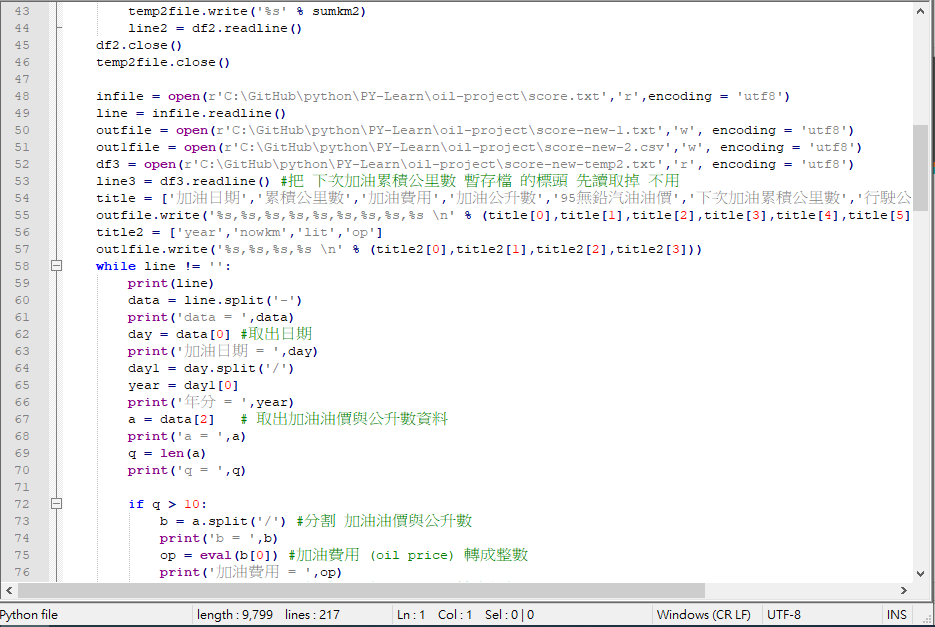 43 temp2file.write('%s' % sumkm2)
44 line2 = df2.readline()
45 df2.close()
46 temp2file.close()
47
48 infile = open(r'C:\GitHub\python\PY-Learn\oil-project\score.txt','r',encoding = 'utf8')
49 line = infile.readline()
50 outfile = open(r'C:\GitHub\python\PY-Learn\oil-project\score-new-1.txt','w', encoding = 'utf8')
51 out1file = open(r'C:\GitHub\python\PY-Learn\oil-project\score-new-2.csv','w', encoding = 'utf8')
52 df3 = open(r'C:\GitHub\python\PY-Learn\oil-project\score-new-temp2.txt','r', encoding = 'utf8')
53 line3 = df3.readline() #把 下次加油累積公里數 暫存檔 的標頭 先讀取掉 不用
54 title = ['加油日期','累積公里數','加油費用','加油公升數','95無鉛汽油油價','下次加油累積公里數','行駛公
55 outfile.write('%s,%s,%s,%s,%s,%s,%s,%s \n' % (title[0],title[1],title[2],title[3],title[4],title[5]
56 title2 = ['year','nowkm','lit','op']
57 out1file.write('%s,%s,%s,%s \n' % (title2[0],title2[1],title2[2],title2[3]))
58 while line != '':
59 print(line)
60 data = line.split('-')
61 print('data = ',data)
62 day = data[0] #取出日期
63 print('加油日期 = ',day)
64 day1 = day.split('/')
65 year = day1[0]
66 print('年分 = ',year)
67 a = data[2] # 取出加油油價與公升數資料
68 print('a = ',a)
69 q = len(a)
70 print('q = ',q)
71
72 if q > 10:
73 b = a.split('/') #分割 加油油價與公升數
74 print('b = ',b)
75 op = eval(b[0]) #加油費用 (oil price) 轉成整數
76 print('加油費用 = ',op)
Python file length : 9,799 lines : 217 Ln : 1 Col : 1 Sel : 0 | 0 Windows (CR LF) UTF-8 INS